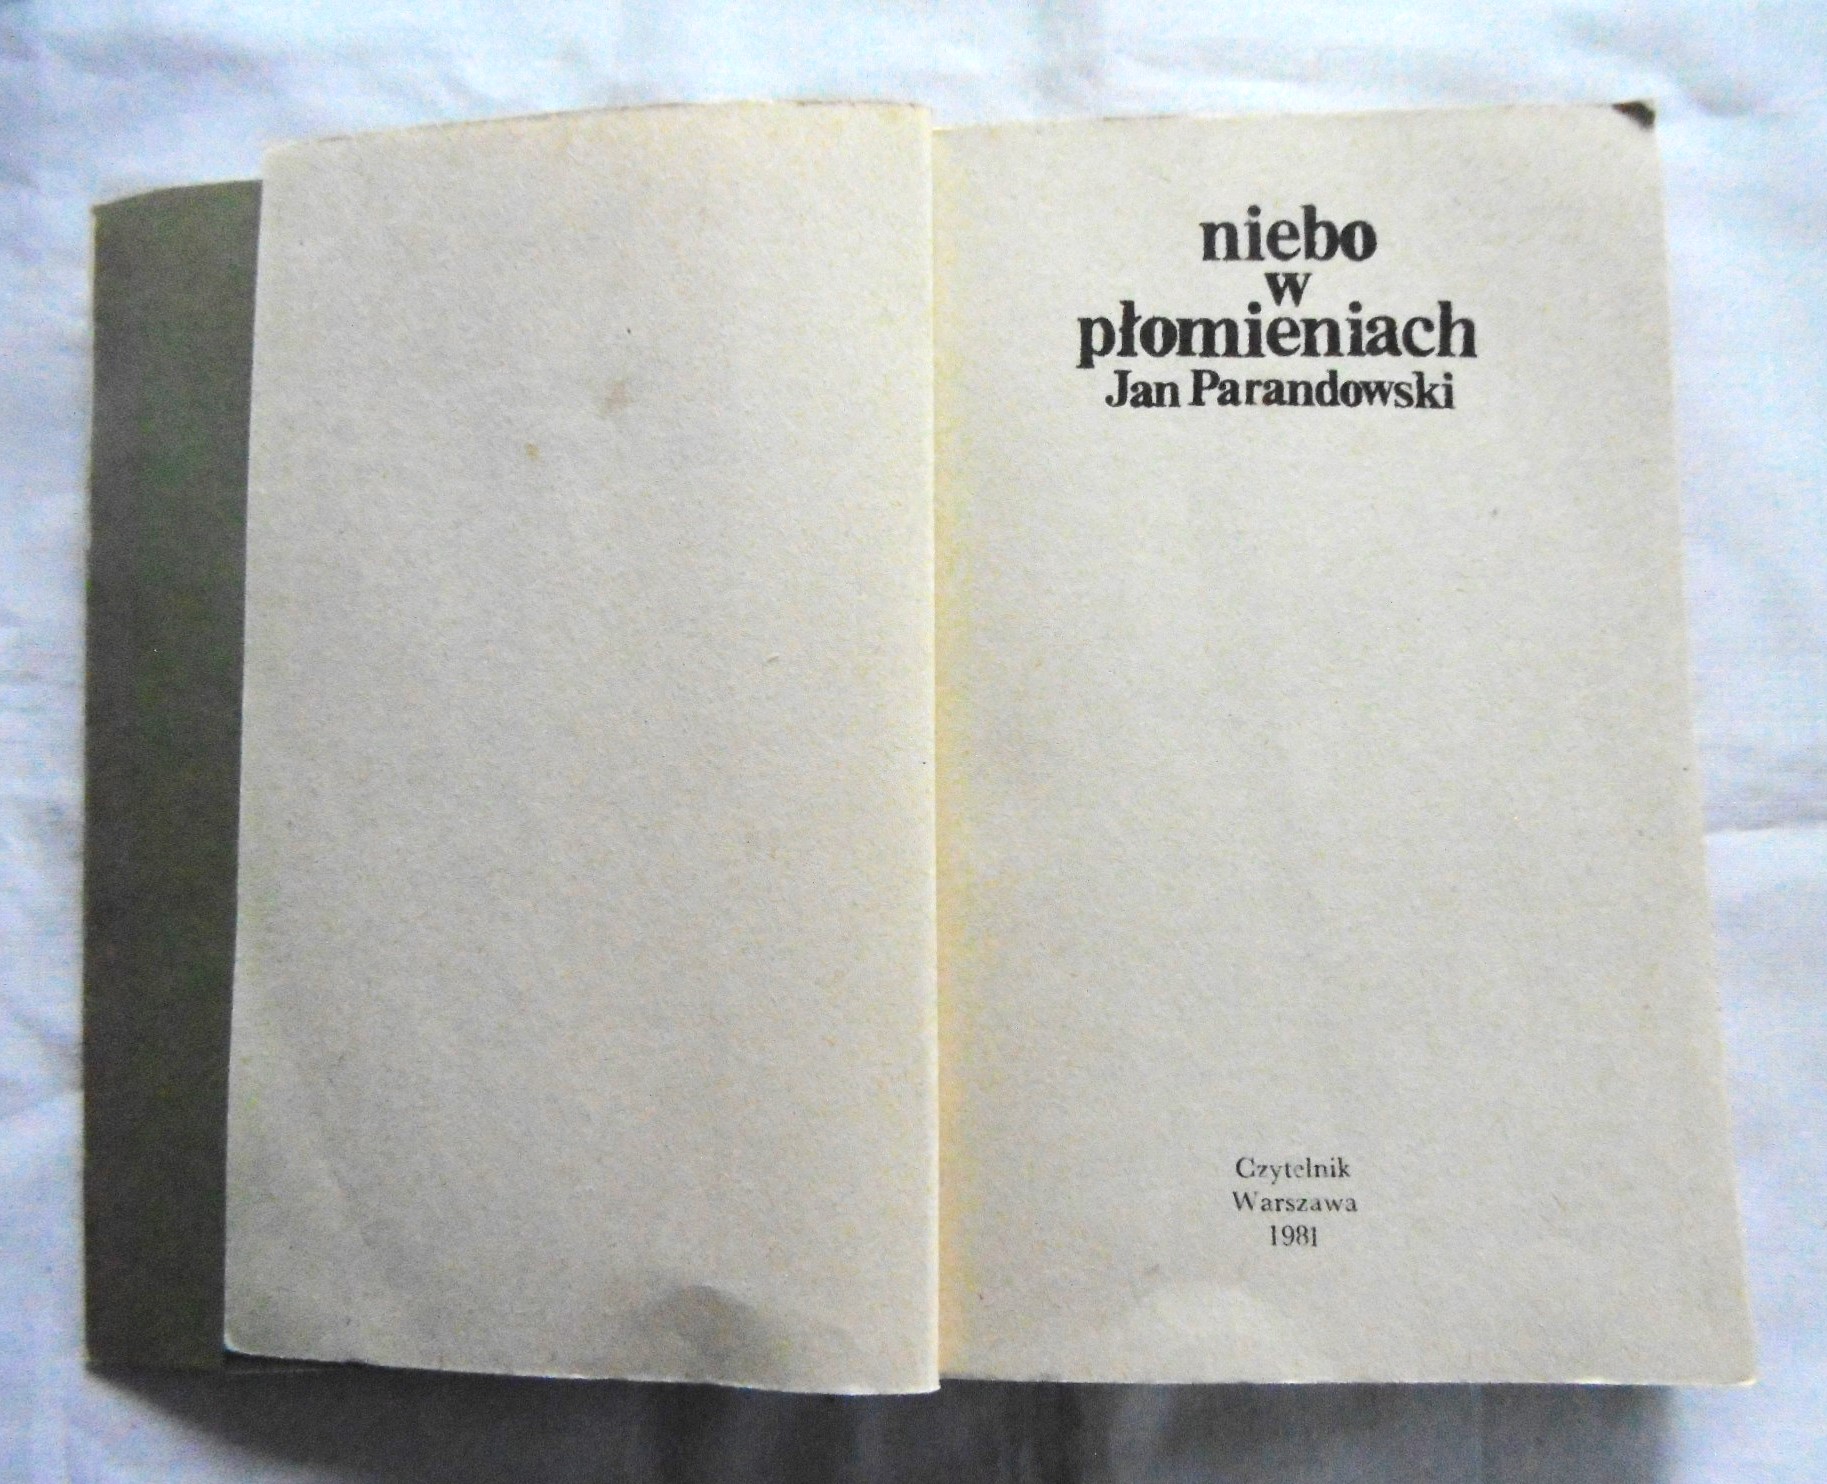 niebo
w
płomieniach
Jan Parandowski
Czytelnik
Warszawa
1981